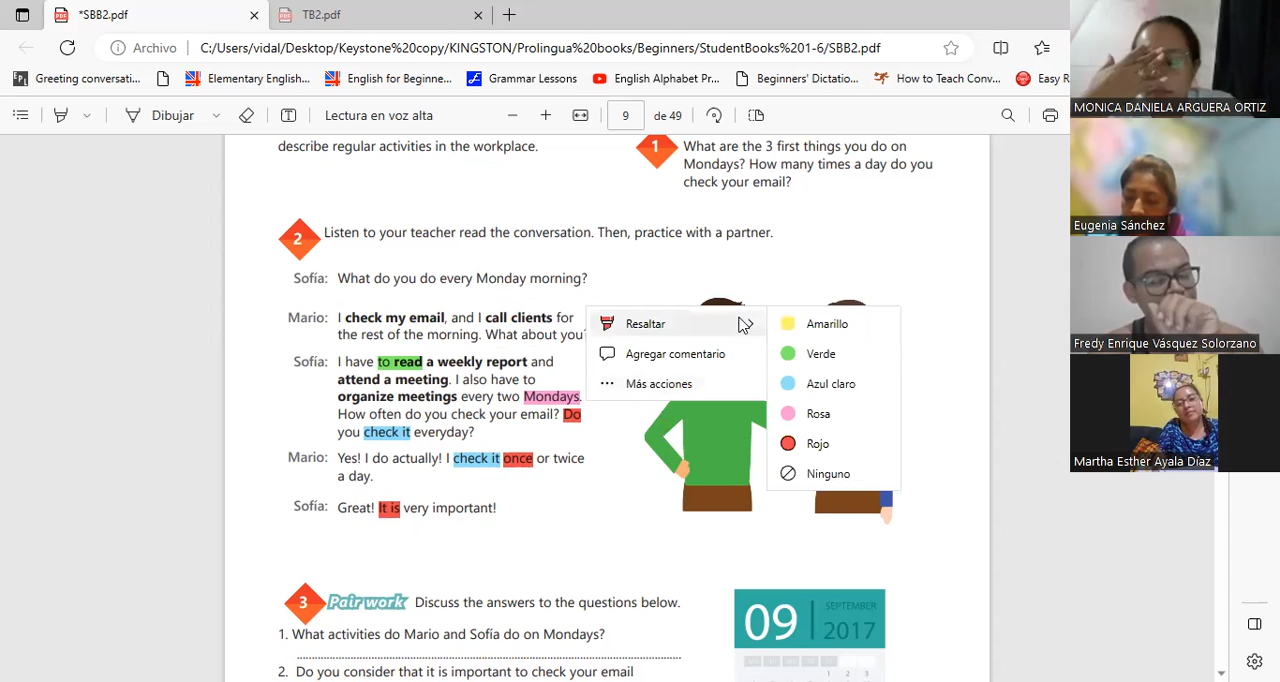 *SBB2.pdf
TB2.pdf
Archivo
C:/Users/vidal/Desktop/Keystone%20copy/KINGSTON/Prolingua%20books/Beginners/StudentBooks%201-6/SBB2.pdf
Greeting conversati...
Elementary English...
English for Beginne...
Grammar Lessons
English Alphabet Pr...
Beginners' Dictatio...
How to Teach Conv...
Easy R
Dibujar
Lectura en voz alta
9
de 49
describe regular activities in the workplace.
1
What are the 3 first things you do on
Mondays? How many times a day do you
check your email?
2
Listen to your teacher read the conversation. Then, practice with a partner.
Sofía: What do you do every Monday morning?
Mario: I check my email, and I call clients for
the rest of the morning. What about you?
Sofía: I have to read a weekly report and
attend a meeting. I also have to
organize meetings every two Mondays.
How often do you check your email? Do
you check it everyday?
Mario: Yes! I do actually! I check it once or twice
a day.
Sofía: Great! It is very important!
Resaltar
Agregar comentario
Más acciones
Amarillo
Verde
Azul claro
Rosa
Rojo
Ninguno
3
Pair work Discuss the answers to the questions below.
1. What activities do Mario and Sofía do on Mondays?
2. Do you consider that it is important to check your email
09
SEPTEMBER
2017
1 2 3
MONICA DANIELA ARGUERA ORTIZ
Eugenia Sánchez
Fredy Enrique Vásquez Solorzano
Martha Esther Ayala Díaz